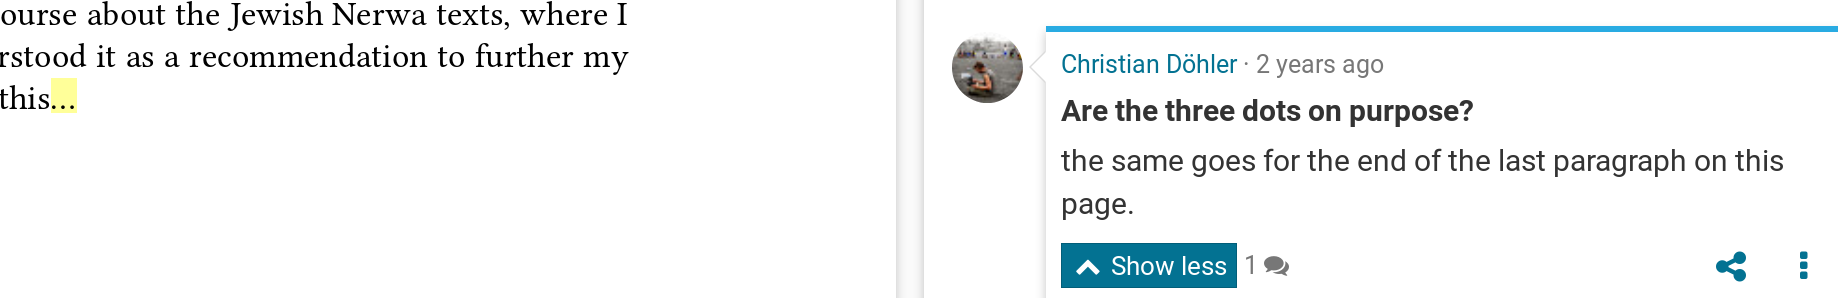 ourse about the Jewish Nerwa texts, where I
rstood it as a recommendation to further my
this...
Christian Döhler · 2 years ago
Are the three dots on purpose?
the same goes for the end of the last paragraph on this
page.
Show less 1